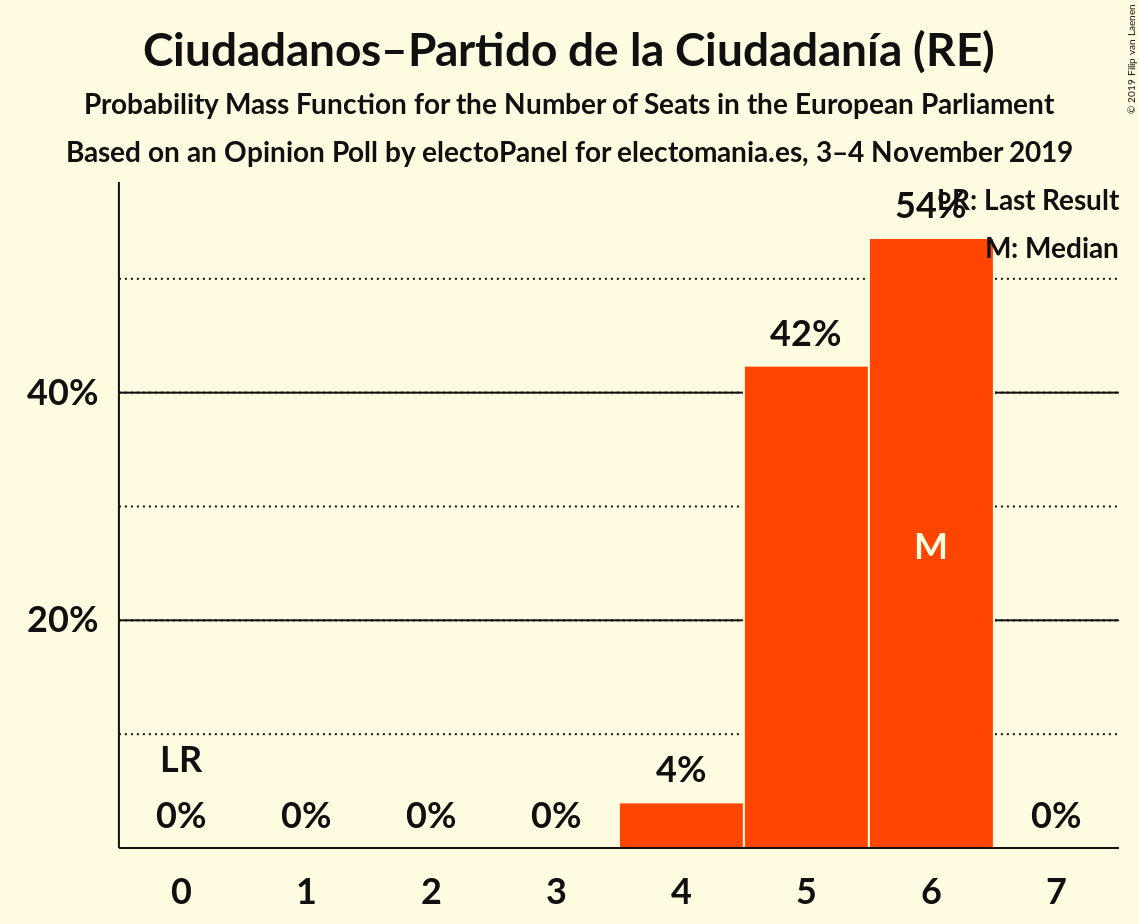 Ciudadanos–Partido de la Ciudadanía (RE)
Probability Mass Function for the Number of Seats in the European Parliament
Based on an Opinion Poll by electoPanel for electomania.es, 3–4 November 2019
© 2019 Filip van Laenen
LR: Last Result
M: Median
54%
42%
40%
M
20%
LR
4%
0% 0% 0% 0% 0%
0 1 2 3 4 5 6 7